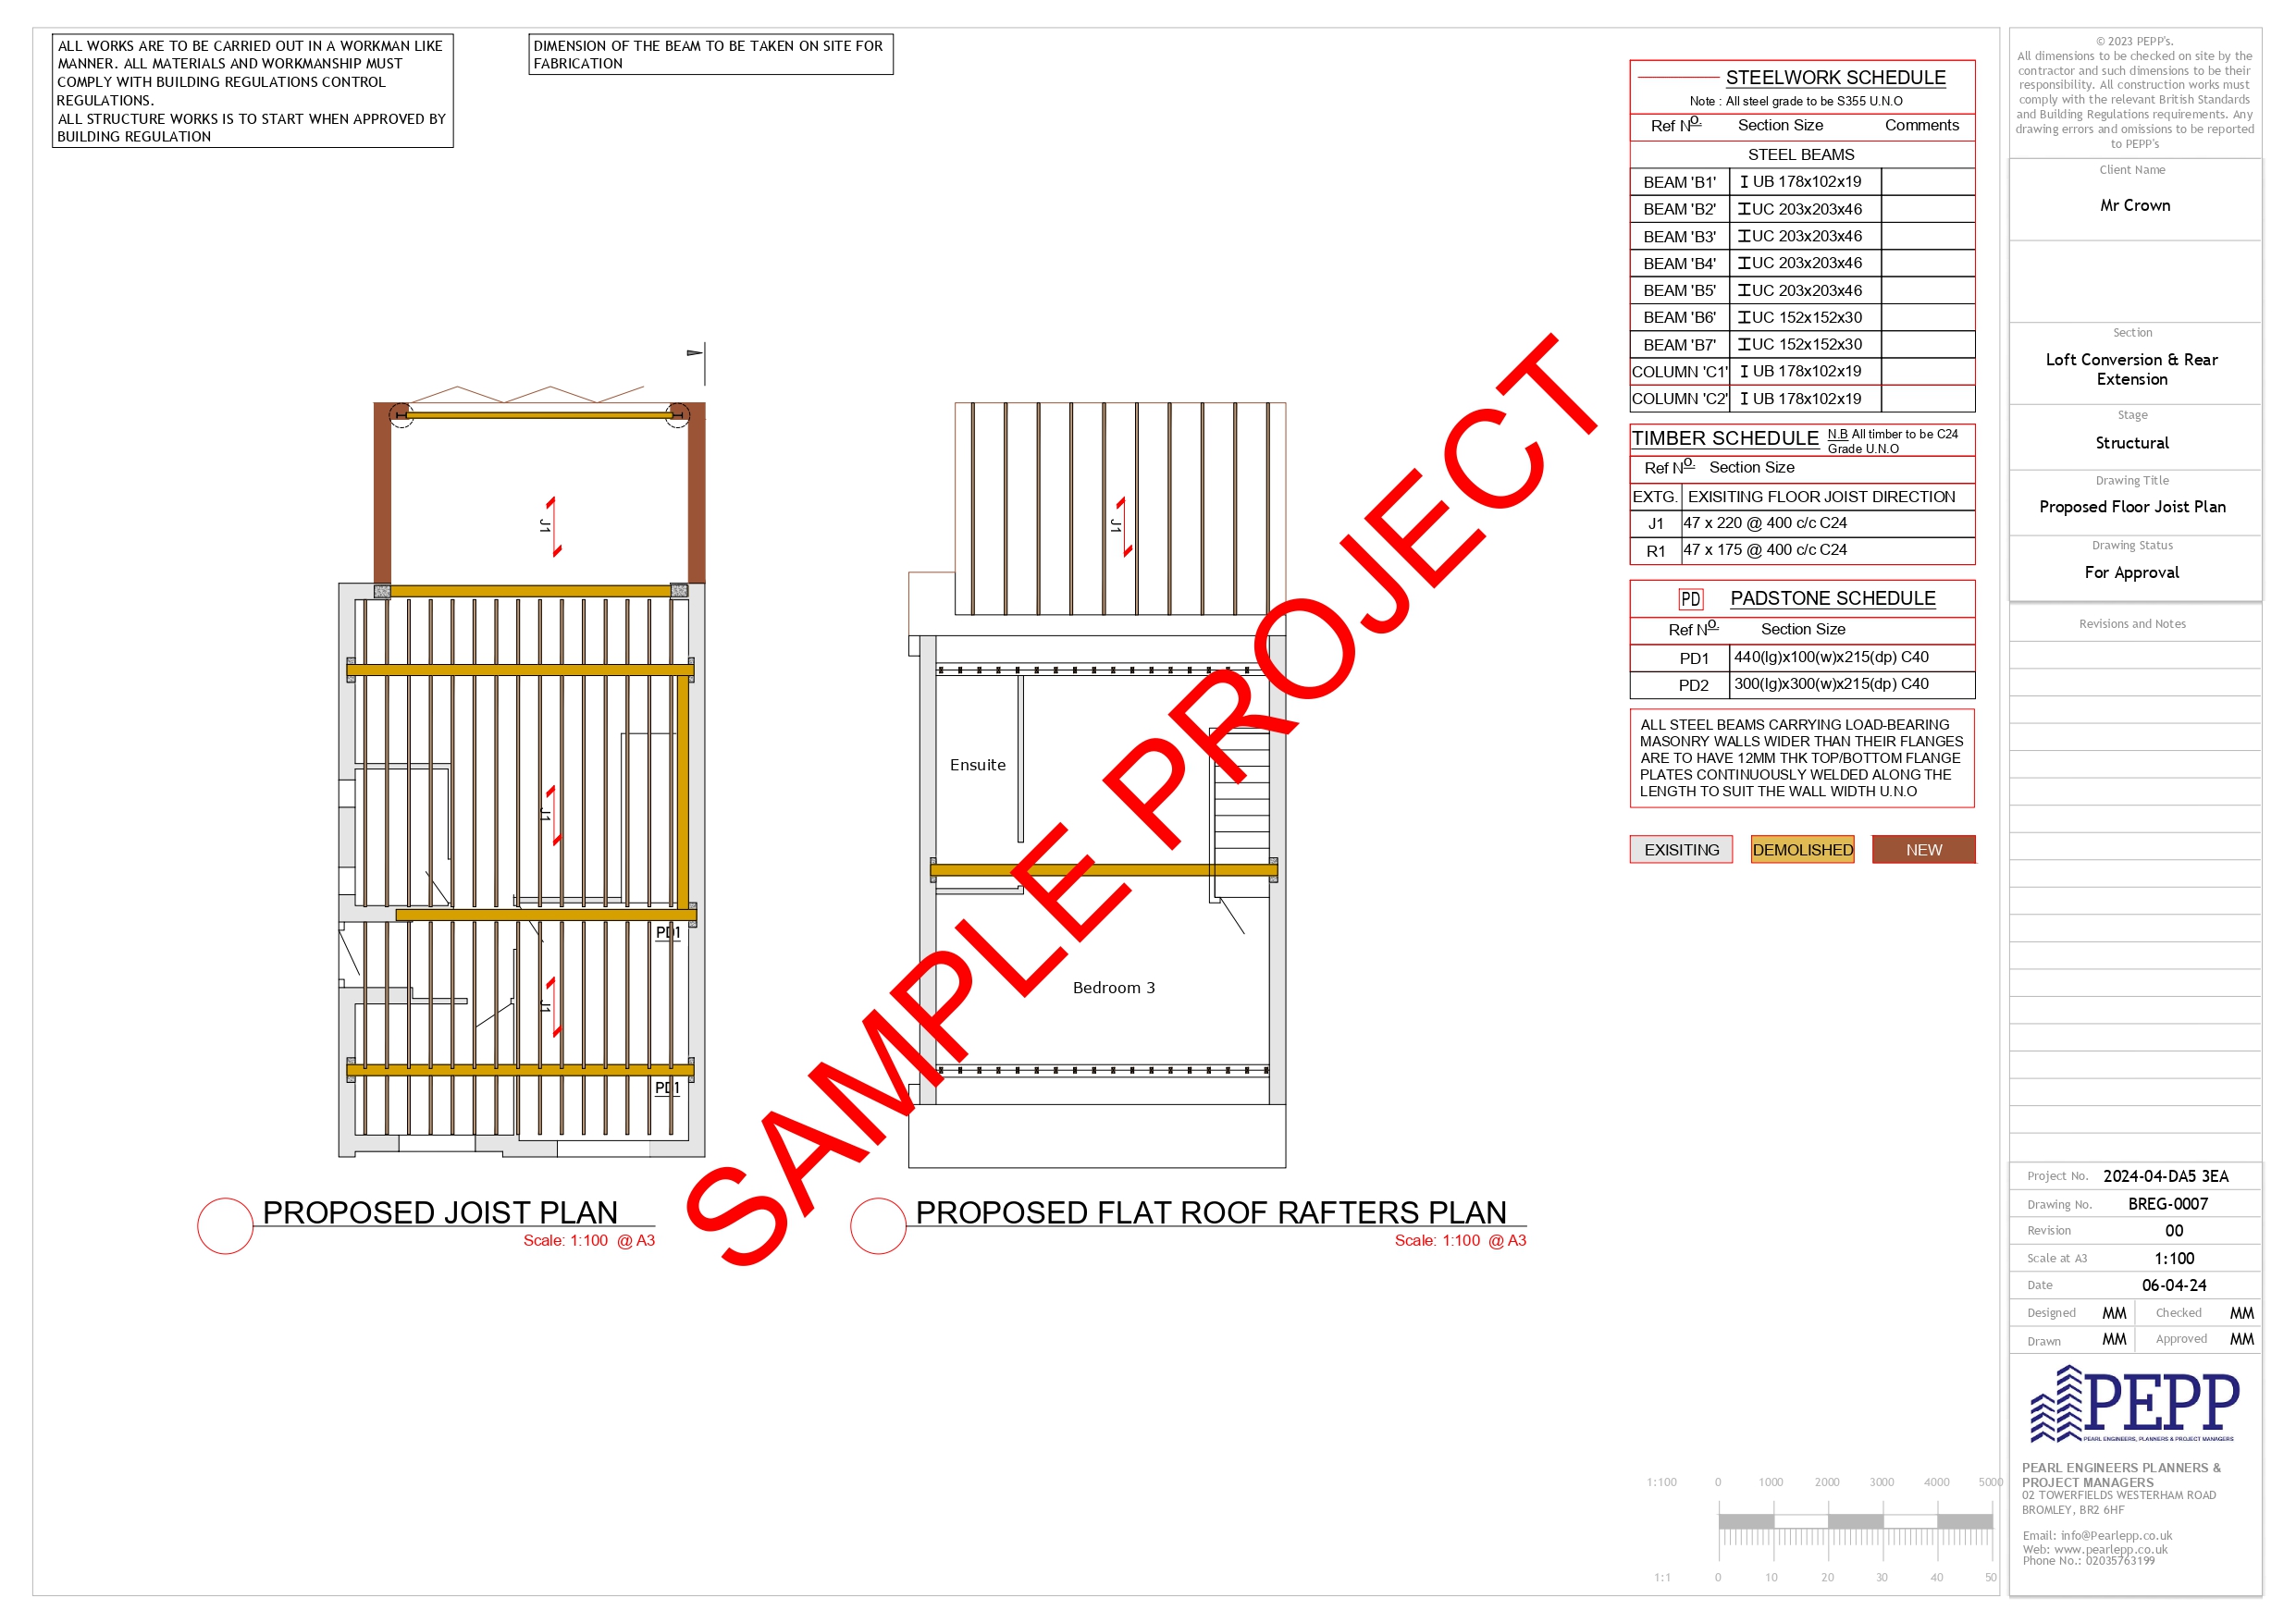 ALL WORKS ARE TO BE CARRIED OUT IN A WORKMAN LIKE
MANNER. ALL MATERIALS AND WORKMANSHIP MUST
COMPLY WITH BUILDING REGULATIONS CONTROL
REGULATIONS.
ALL STRUCTURE WORKS IS TO START WHEN APPROVED BY
BUILDING REGULATION
DIMENSION OF THE BEAM TO BE TAKEN ON SITE FOR
FABRICATION
J1
J1
J1
PD1
PD1
PROPOSED JOIST PLAN
Scale: 1:100 @ A3
J1
Ensuite
Bedroom 3
PROPOSED FLAT ROOF RAFTERS PLAN
Scale: 1:100 @ A3
SAMPLE PROJECT
STEELWORK SCHEDULE
Note : All steel grade to be S355 U.N.O
Ref Nº. Section Size Comments
STEEL BEAMS
BEAM 'B1' UB 178x102x19
BEAM 'B2' UC 203x203x46
BEAM 'B3' UC 203x203x46
BEAM 'B4' UC 203x203x46
BEAM 'B5' UC 203x203x46
BEAM 'B6' UC 152x152x30
BEAM 'B7' UC 152x152x30
COLUMN 'C1' UB 178x102x19
COLUMN 'C2' UB 178x102x19
TIMBER SCHEDULE N.B All timber to be C24
Grade U.N.O
Ref Nº. Section Size
EXTG. EXISITING FLOOR JOIST DIRECTION
J1 47 x 220 @ 400 c/c C24
R1 47 x 175 @ 400 c/c C24
PD PADSTONE SCHEDULE
Ref Nº. Section Size
PD1 440(lg)x100(w)x215(dp) C40
PD2 300(lg)x300(w)x215(dp) C40
ALL STEEL BEAMS CARRYING LOAD-BEARING
MASONRY WALLS WIDER THAN THEIR FLANGES
ARE TO HAVE 12MM THK TOP/BOTTOM FLANGE
PLATES CONTINUOUSLY WELDED ALONG THE
LENGTH TO SUIT THE WALL WIDTH U.N.O
EXISITING DEMOLISHED NEW
1:100 0 1000 2000 3000 4000 5000
1:1 0 10 20 30 40 50
© 2023 PEPP's.
All dimensions to be checked on site by the
contractor and such dimensions to be their
responsibility. All construction works must
comply with the relevant British Standards
and Building Regulations requirements. Any
drawing errors and omissions to be reported
to PEPP's
Client Name
Mr Crown
Section
Loft Conversion & Rear
Extension
Stage
Structural
Drawing Title
Proposed Floor Joist Plan
Drawing Status
For Approval
Revisions and Notes
Project No. 2024-04-DA5 3EA
Drawing No. BREG-0007
Revision 00
Scale at A3 1:100
Date 06-04-24
Designed MM Checked MM
Drawn MM Approved MM
PEPP
PEARL ENGINEERS, PLANNERS & PROJECT MANAGERS
PEARL ENGINEERS PLANNERS &
PROJECT MANAGERS
02 TOWERFIELDS WESTERHAM ROAD
BROMLEY, BR2 6HF
Email: info@Pearlepp.co.uk
Web: www.pearlepp.co.uk
Phone No.: 02035763199